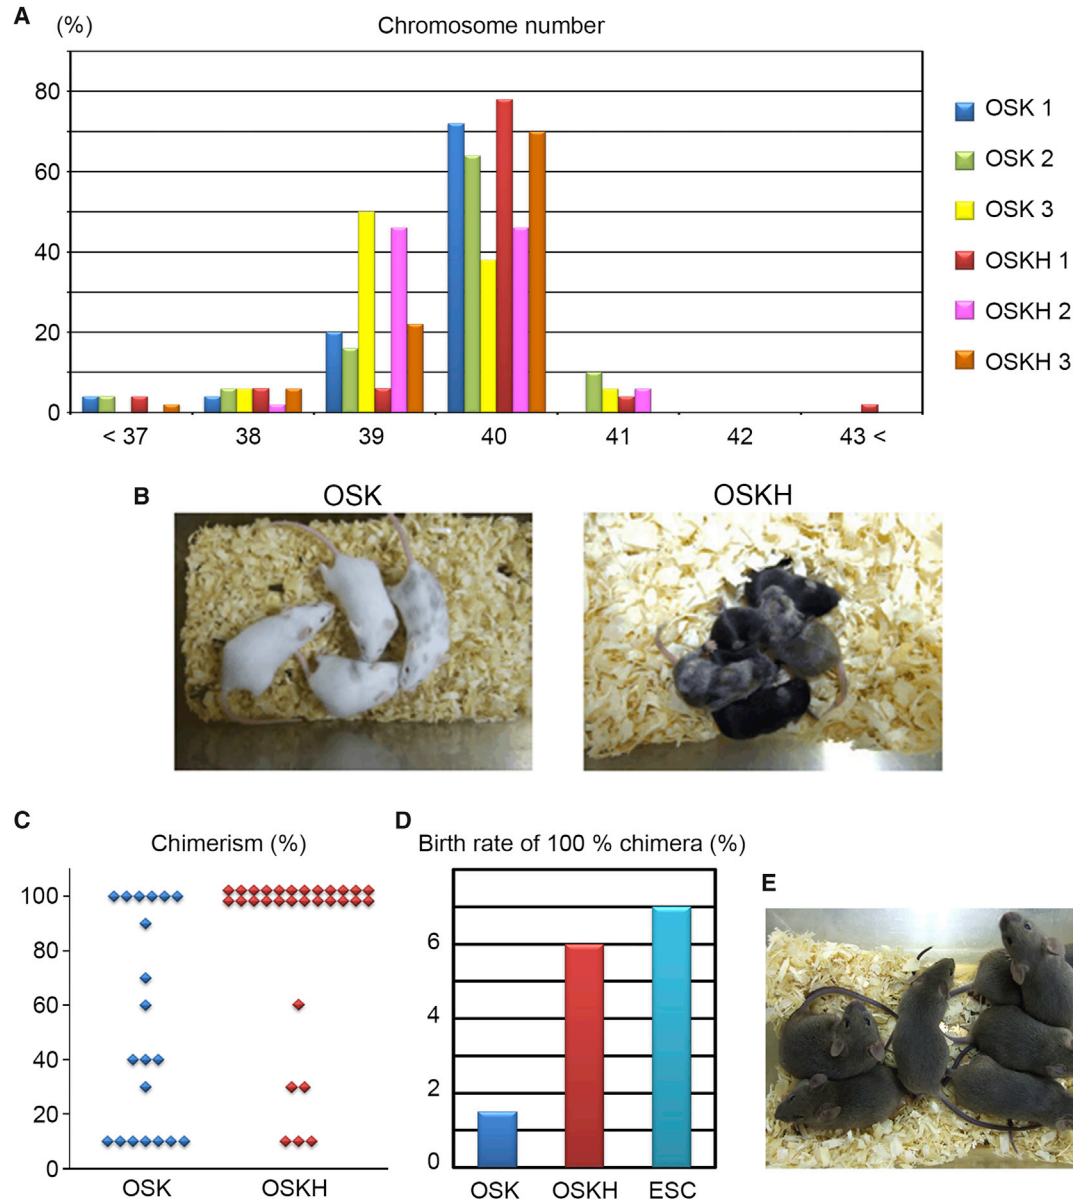 A
(%) Chromosome number
80
60
40
20
0
< 37 38 39 40 41 42 43 <
OSK 1
OSK 2
OSK 3
OSKH 1
OSKH 2
OSKH 3
B
OSK OSKH
C
Chimerism (%)
100
80
60
40
20
0
OSK OSKH
D
Birth rate of 100 % chimera (%)
6
4
2
0
OSK OSKH ESC
E